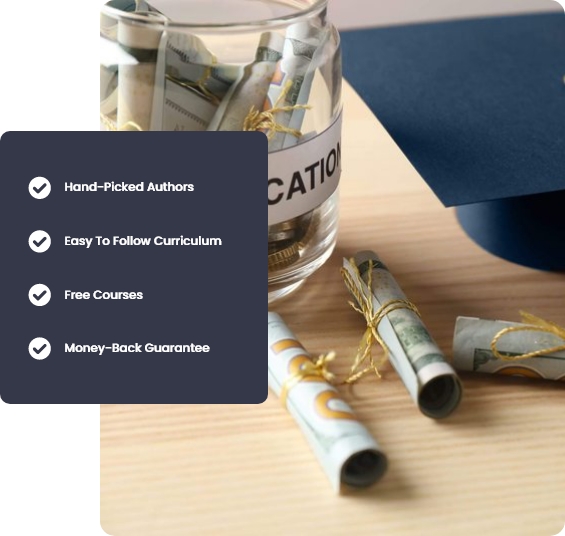 CATION
Hand-Picked Authors
Easy To Follow Curriculum
Free Courses
Money-Back Guarantee